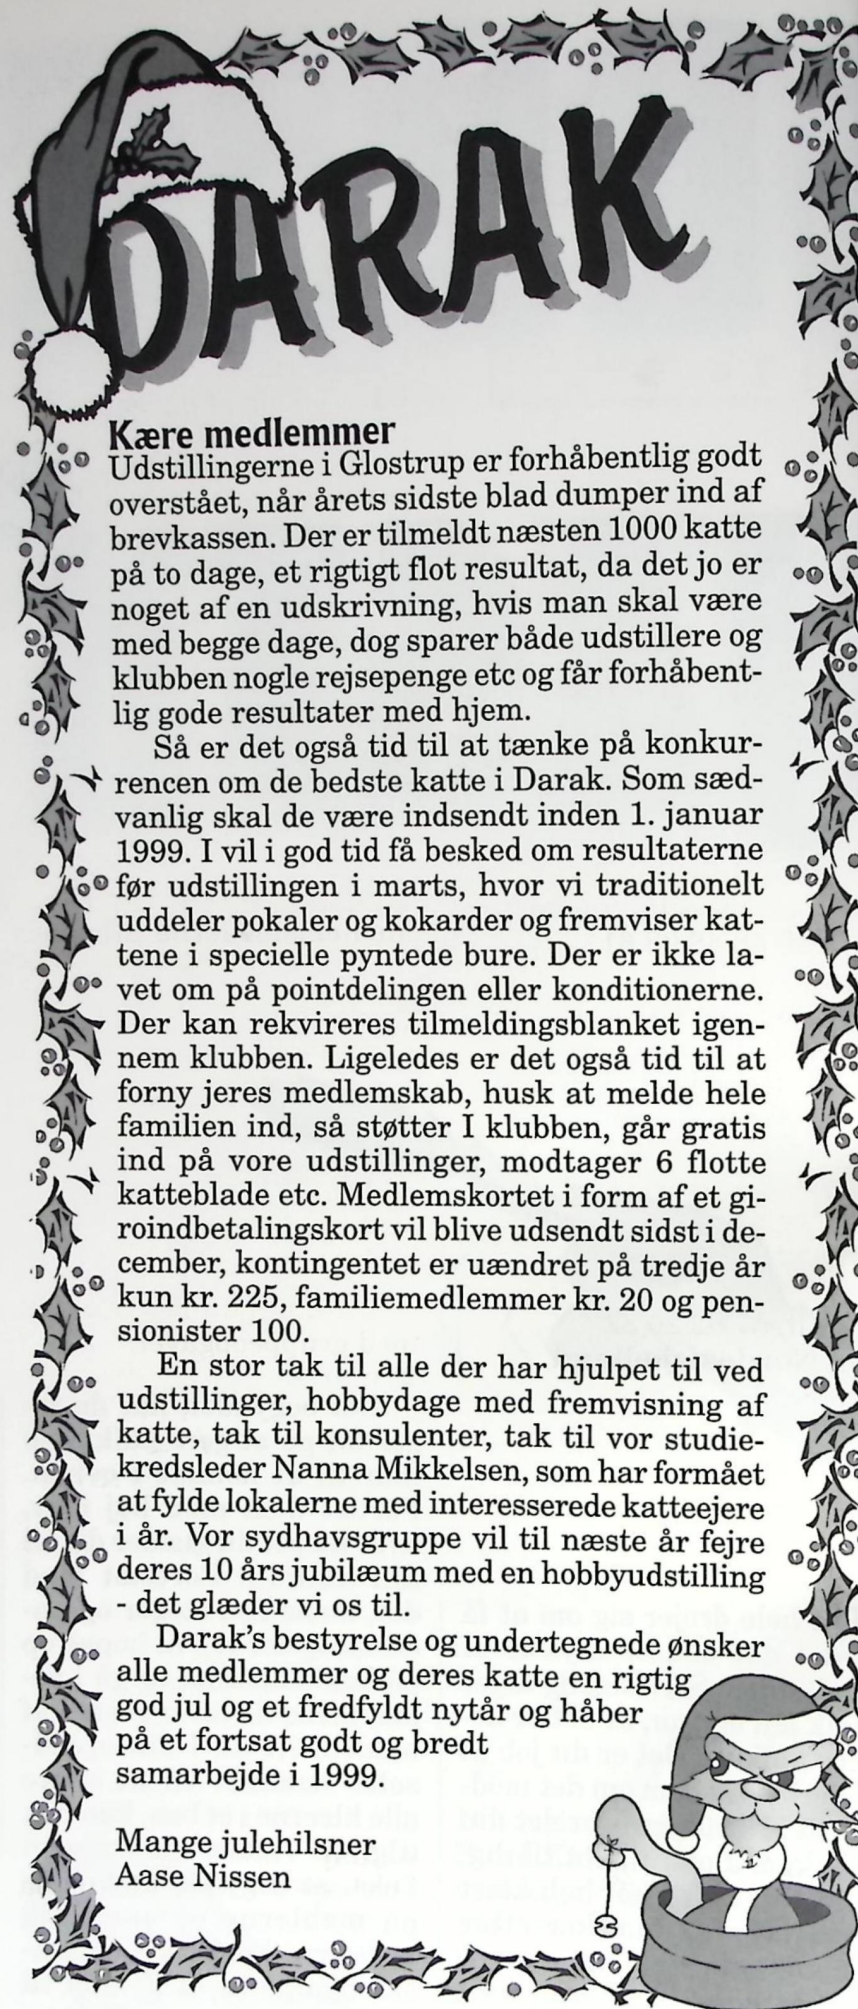 DARAK
Kære medlemmer
Udstillingerne i Glostrup er forhåbentlig godt
overstået, når årets sidste blad dumper ind af
brevkassen. Der er tilmeldt næsten 1000 katte
på to dage, et rigtigt flot resultat, da det jo er
noget af en udskrivning, hvis man skal være
med begge dage, dog sparer både udstillere og
klubben nogle rejsepenge etc og får forhåbent-
lig gode resultater med hjem.
Så er det også tid til at tænke på konkur-
rencen om de bedste katte i Darak. Som sæd-
vanlig skal de være indsendt inden 1. januar
1999. I vil i god tid få besked om resultaterne
før udstillingen i marts, hvor vi traditionelt
uddeler pokaler og kokarder og fremviser kat-
tene i specielle pyntede bure. Der er ikke la-
vet om på pointdelingen eller konditionerne.
Der kan rekvireres tilmeldingsblanket igen-
nem klubben. Ligeledes er det også tid til at
forny jeres medlemskab, husk at melde hele
familien ind, så støtter I klubben, går gratis
ind på vore udstillinger, modtager 6 flotte
katteblade etc. Medlemskortet i form af et gi-
roindbetalingskort vil blive udsendt sidst i de-
cember, kontingentet er uændret på tredje år
kun kr. 225, familiemedlemmer kr. 20 og pen-
sionister 100.
En stor tak til alle der har hjulpet til ved
udstillinger, hobbydage med fremvisning af
katte, tak til konsulenter, tak til vor studie-
kredsleder Nanna Mikkelsen, som har formået
at fylde lokalerne med interesserede katteejere
i år. Vor sydhavsgruppe vil til næste år fejre
deres 10 års jubilæum med en hobbyudstilling
- det glæder vi os til.
Darak's bestyrelse og undertegnede ønsker
alle medlemmer og deres katte en rigtig
god jul og et fredfyldt nytår og håber
på et fortsat godt og bredt
samarbejde i 1999.
Mange julehilsner
Aase Nissen